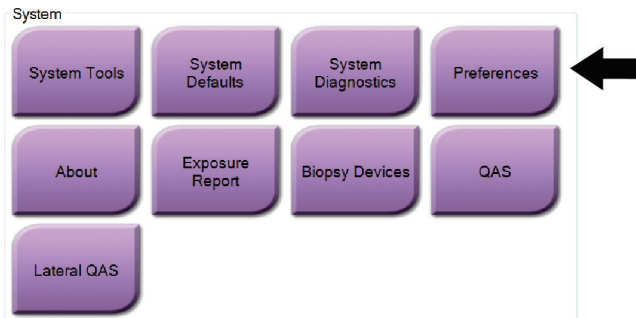 System
System Tools
System
Defaults
System
Diagnostics
Preferences
About
Exposure
Report
Biopsy Devices
QAS
Lateral QAS